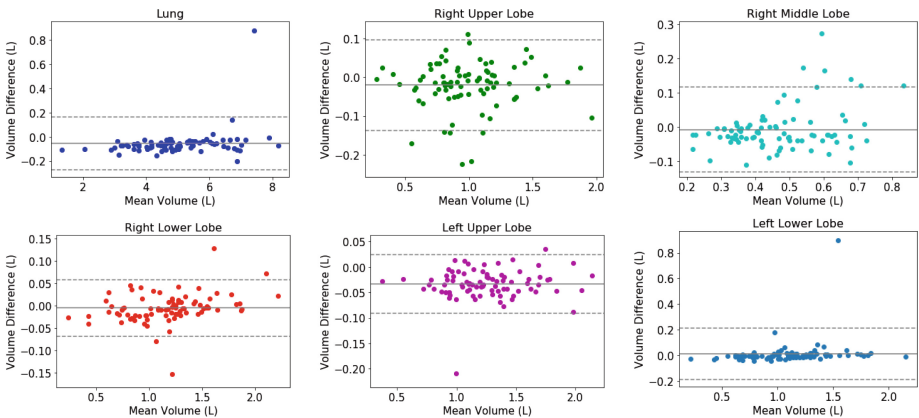 Lung
Volume Difference (L)
0.8
0.6
0.4
0.2
0.0
−0.2
2 4 6 8
Mean Volume (L)
Right Upper Lobe
Volume Difference (L)
0.1
0.0
−0.1
−0.2
0.5 1.0 1.5 2.0
Mean Volume (L)
Right Middle Lobe
Volume Difference (L)
0.3
0.2
0.1
0.0
−0.1
0.2 0.3 0.4 0.5 0.6 0.7 0.8
Mean Volume (L)
Right Lower Lobe
Volume Difference (L)
0.15
0.10
0.05
0.00
−0.05
−0.10
−0.15
0.5 1.0 1.5 2.0
Mean Volume (L)
Left Upper Lobe
Volume Difference (L)
0.05
0.00
−0.05
−0.10
−0.15
−0.20
0.5 1.0 1.5 2.0
Mean Volume (L)
Left Lower Lobe
Volume Difference (L)
0.8
0.6
0.4
0.2
0.0
−0.2
0.5 1.0 1.5 2.0
Mean Volume (L)